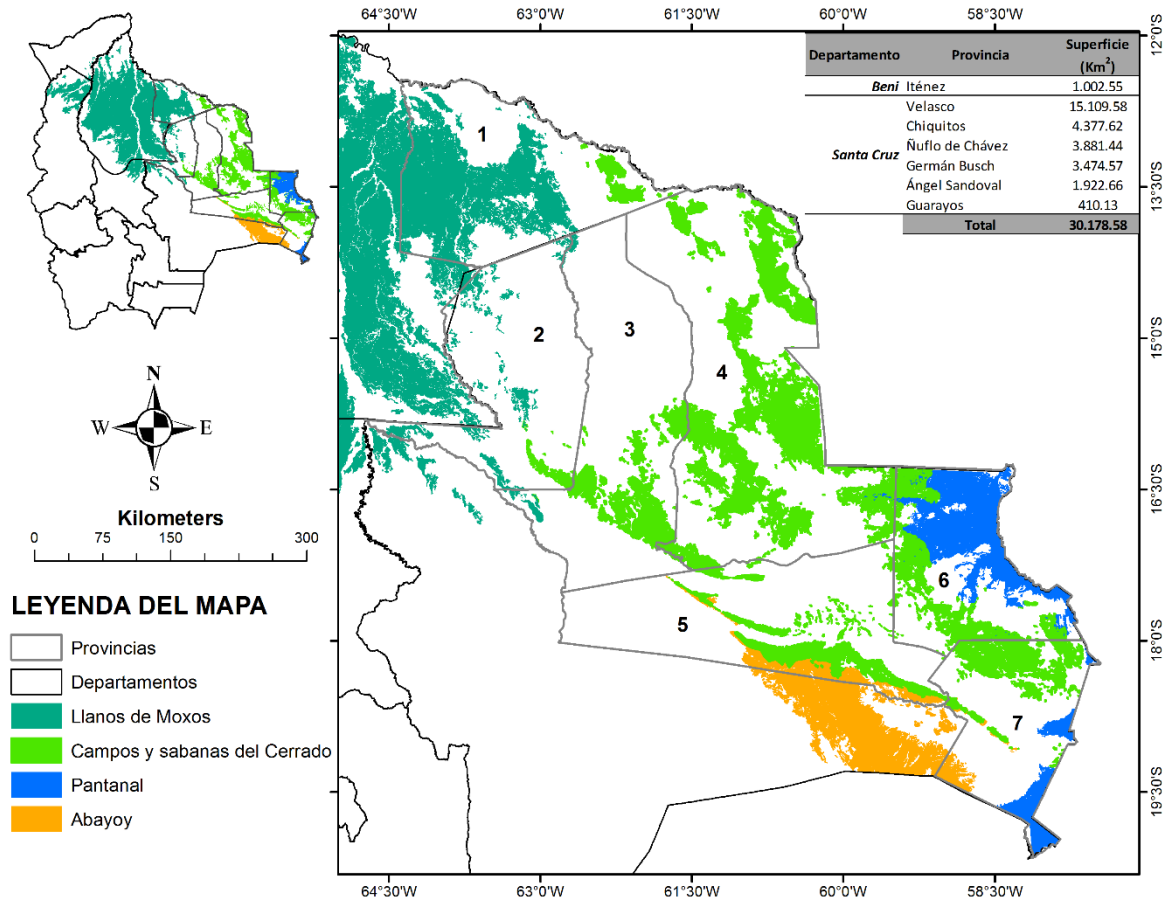 64°30'W 63°0'W 61°30'W 60°0'W 58°30'W
12°0'S
13°30'S
15°0'S
16°30'S
18°0'S
19°30'S
Departamento Provincia Superficie (Km²)
Beni Iténez 1.002.55
Santa Cruz
Velasco 15.109.58
Chiquitos 4.377.62
Ñuflo de Chávez 3.881.44
Germán Busch 3.474.57
Ángel Sandoval 1.922.66
Guarayos 410.13
Total 30.178.58
1
2
3
4
5
6
7
N
W E
S
Kilometers
0 75 150 300
LEYENDA DEL MAPA
Provincias
Departamentos
Llanos de Moxos
Campos y sabanas del Cerrado
Pantanal
Abayoy
64°30'W 63°0'W 61°30'W 60°0'W 58°30'W